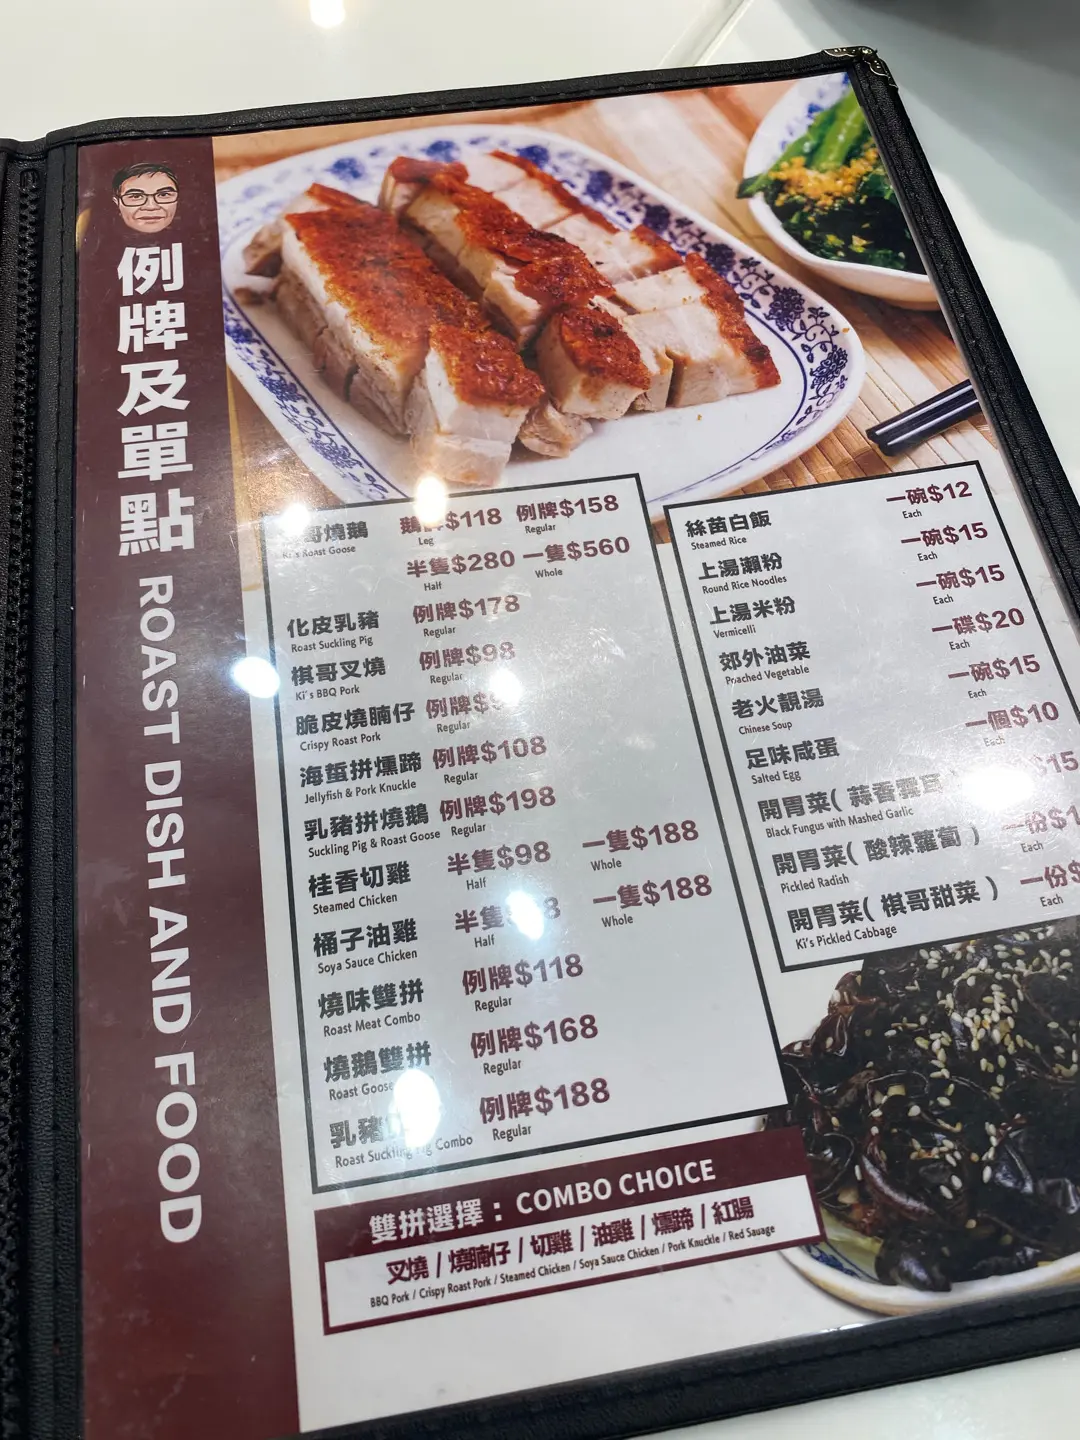 例牌及單點 ROAST DISH AND FOOD
哥燒鵝 $118 例牌$158
Ki's Roast Goose Leg Regular
半隻$280 一隻$560
Half Whole
化皮乳豬 例牌$178
Roast Suckling Pig Regular
棋哥叉燒 例牌$98
Ki's BBQ Pork Regular
脆皮燒腩仔 例牌
Crispy Roast Pork Regular
海蜇拼燻蹄 例牌$108
Jellyfish & Pork Knuckle Regular
乳豬拼燒鵝 例牌$198
Suckling Pig & Roast Goose Regular
桂香切雞 半隻$98 一隻$188
Steamed Chicken Half Whole
桶子油雞 半隻 一隻$188
Soya Sauce Chicken Half Whole
燒味雙拼 例牌$118
Roast Meat Combo Regular
燒鵝雙拼 例牌$168
Roast Goose Regular
乳豬 例牌$188
Roast Suckling Pig Combo Regular
雙拼選擇： COMBO CHOICE
叉燒 / 燒腩仔 / 切雞 / 油雞 / 燻蹄 / 紅腸
BBQ Pork / Crispy Roast Pork / Steamed Chicken / Soya Sauce Chicken / Pork Knuckle / Red Sauage
絲苗白飯 一碗$12
Steamed Rice Each
上湯瀨粉 一碗$15
Round Rice Noodles Each
上湯米粉 一碗$15
Vermicelli Each
郊外油菜 一碟$20
Poached Vegetable Each
老火靚湯 一碗$15
Chinese Soup Each
足味咸蛋 一個$10
Salted Egg Each
開胃菜( 蒜香雲耳 $15
Black Fungus with Mashed Garlic
開胃菜( 酸辣蘿蔔 ) 一份$1
Pickled Radish Each
開胃菜( 棋哥甜菜 ) 一份$
Ki's Pickled Cabbage Each